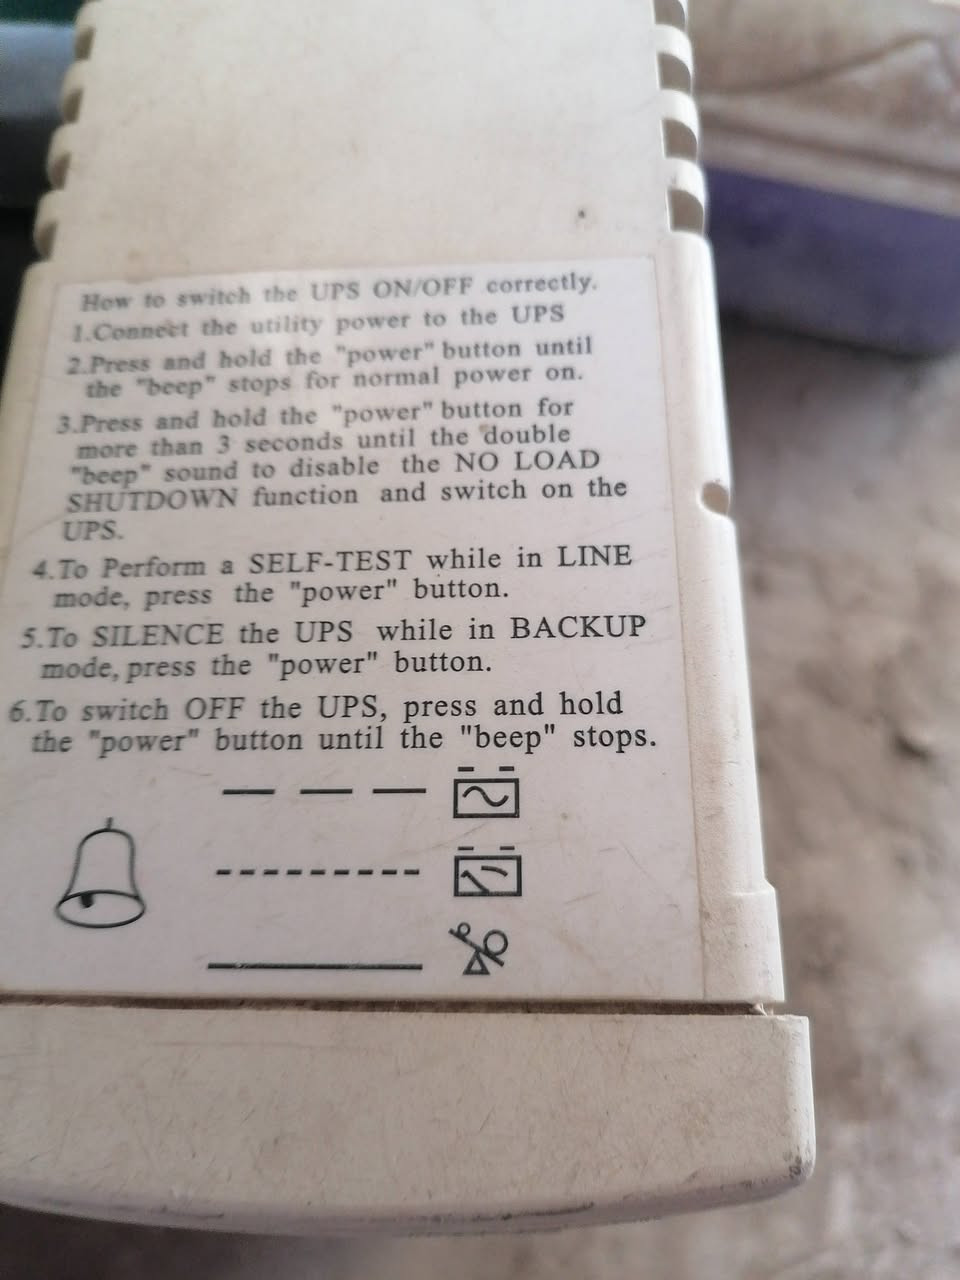 How to switch the UPS ON/OFF correctly.
1.Connect the utility power to the UPS
2.Press and hold the "power" button until
the "beep" stops for normal power on.
3.Press and hold the "power" button for
more than 3 seconds until the double
"beep" sound to disable the NO LOAD
SHUTDOWN function and switch on the
UPS.
4.To Perform a SELF-TEST while in LINE
mode, press the "power" button.
5.To SILENCE the UPS while in BACKUP
mode, press the "power" button.
6.To switch OFF the UPS, press and hold
the "power" button until the "beep" stops.